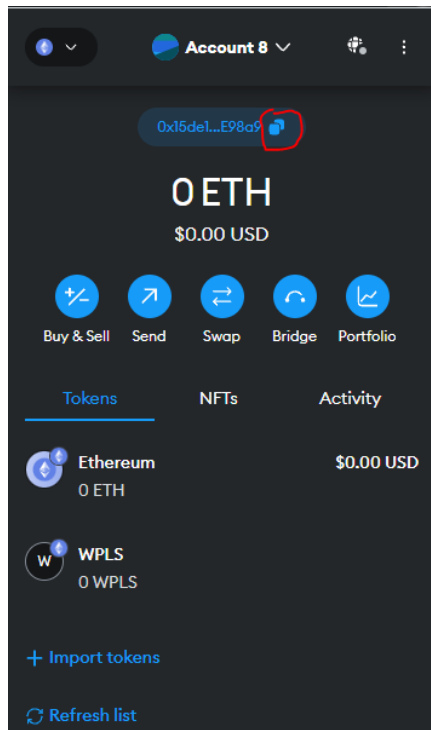 Account 8
0x15de1...E98a9
0 ETH
$0.00 USD
Buy & Sell Send Swap Bridge Portfolio
Tokens NFTs Activity
Ethereum $0.00 USD
0 ETH
W WPLS
0 WPLS
+ Import tokens
Refresh list